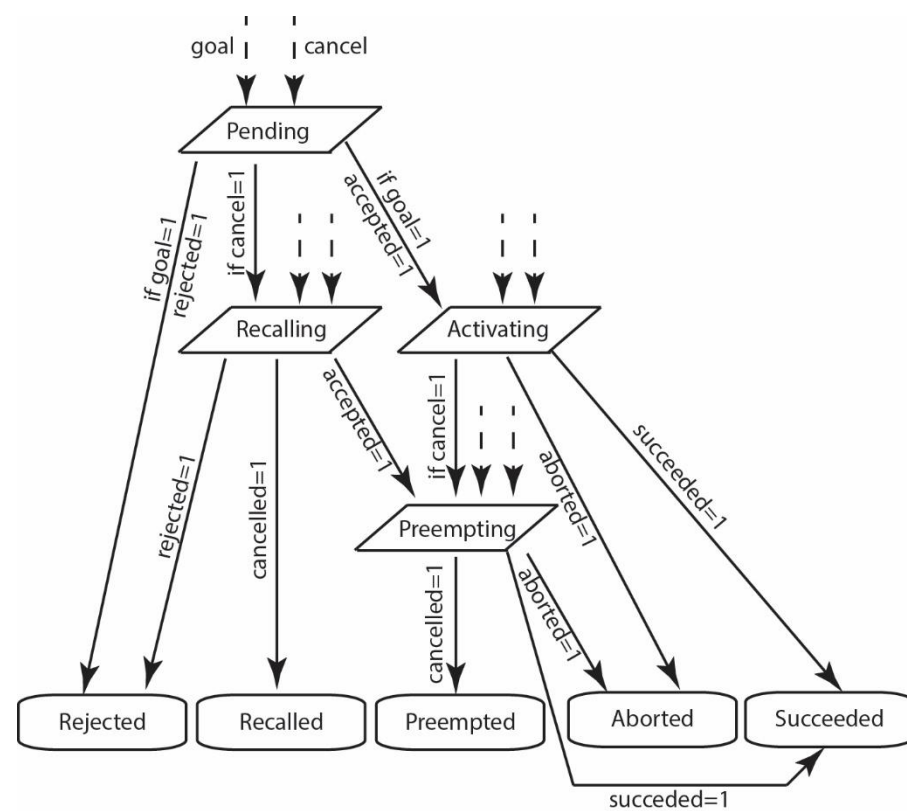 goal
cancel
Pending
if goal=1
rejected=1
if cancel=1
if goal=1
accepted=1
Recalling
Activating
rejected=1
cancelled=1
accepted=1
if cancel=1
aborted=1
succeeded=1
Preempting
cancelled=1
aborted=1
Rejected
Recalled
Preempted
Aborted
Succeeded
succeded=1